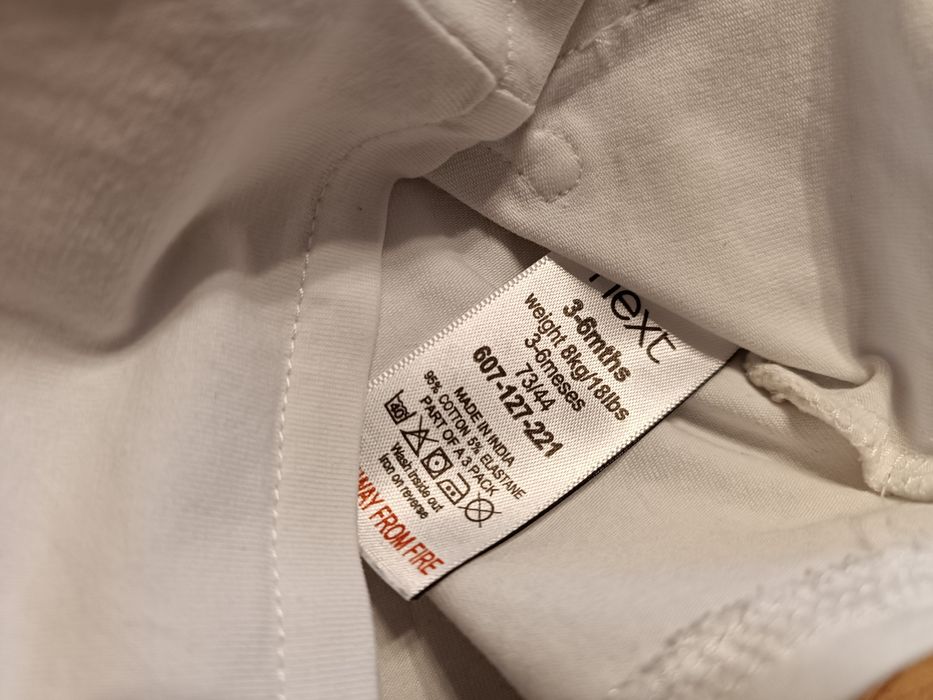 next
3-6mths
weight 8kg/18lbs
3-6meses
73/44
607-127-221
MADE IN INDIA
95% COTTON 5% ELASTANE
PART OF A 3 PACK
40
Wash inside out
Iron on reverse
FROM FIRE